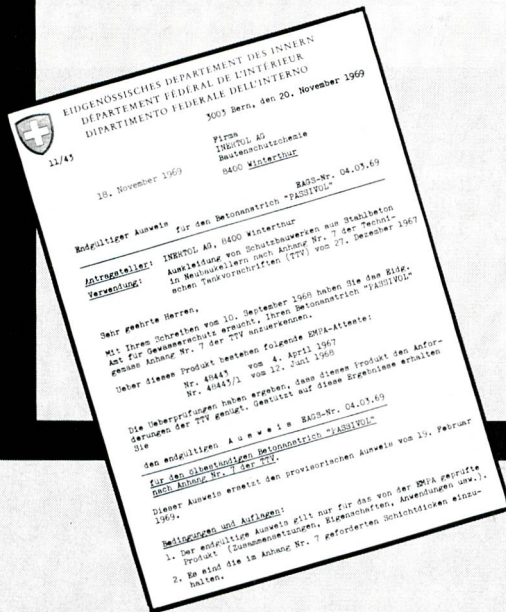 EIDGENÖSSISCHES DEPARTEMENT DES INNERN
DÉPARTEMENT FÉDÉRAL DE L'INTÉRIEUR
DIPARTIMENTO FEDERALE DELL'INTERNO
11/43
3003 Bern, den 20. November 1969
18. November 1969
Firma
INERTOL AG
Bautenschutzchemie
8400 Winterthur
EAGS-Nr. 04.03.69
Endgültiger Ausweis für den Betonanstrich "PASSIVOL"
Antragsteller: INERTOL AG, 8400 Winterthur
Verwendung: Auskleidung von Schutzbauwerken aus Stahlbeton
in Neubaukellern nach Anhang Nr. 7 der Techni-
schen Tankvorschriften (TTV) vom 27. Dezember 1967
Sehr geehrte Herren,
Mit Ihrem Schreiben vom 10. September 1968 haben Sie das Eidg.
Amt für Gewässerschutz ersucht, Ihren Betonanstrich "PASSIVOL"
gemäss Anhang Nr. 7 der TTV anzuerkennen.
Ueber dieses Produkt bestehen folgende EMPA-Atteste:
Nr. 48443 vom 4. April 1967
Nr. 48443/1 vom 12. Juni 1968
Die Ueberprüfungen haben ergeben, dass dieses Produkt den Anfor-
derungen der TTV genügt. Gestützt auf diese Ergebnisse erhalten
Sie
den endgültigen A u s w e i s EAGS-Nr. 04.03.69
für den ölbeständigen Betonanstrich "PASSIVOL"
nach Anhang Nr. 7 der TTV.
Dieser Ausweis ersetzt den provisorischen Ausweis vom 19. Februar
1969.
Bedingungen und Auflagen:
1. Der endgültige Ausweis gilt nur für das von der EMPA geprüfte
Produkt (Zusammensetzungen, Eigenschaften, Anwendungen usw.).
2. Es sind die im Anhang Nr. 7 geforderten Schichtdicken einzu-
halten.